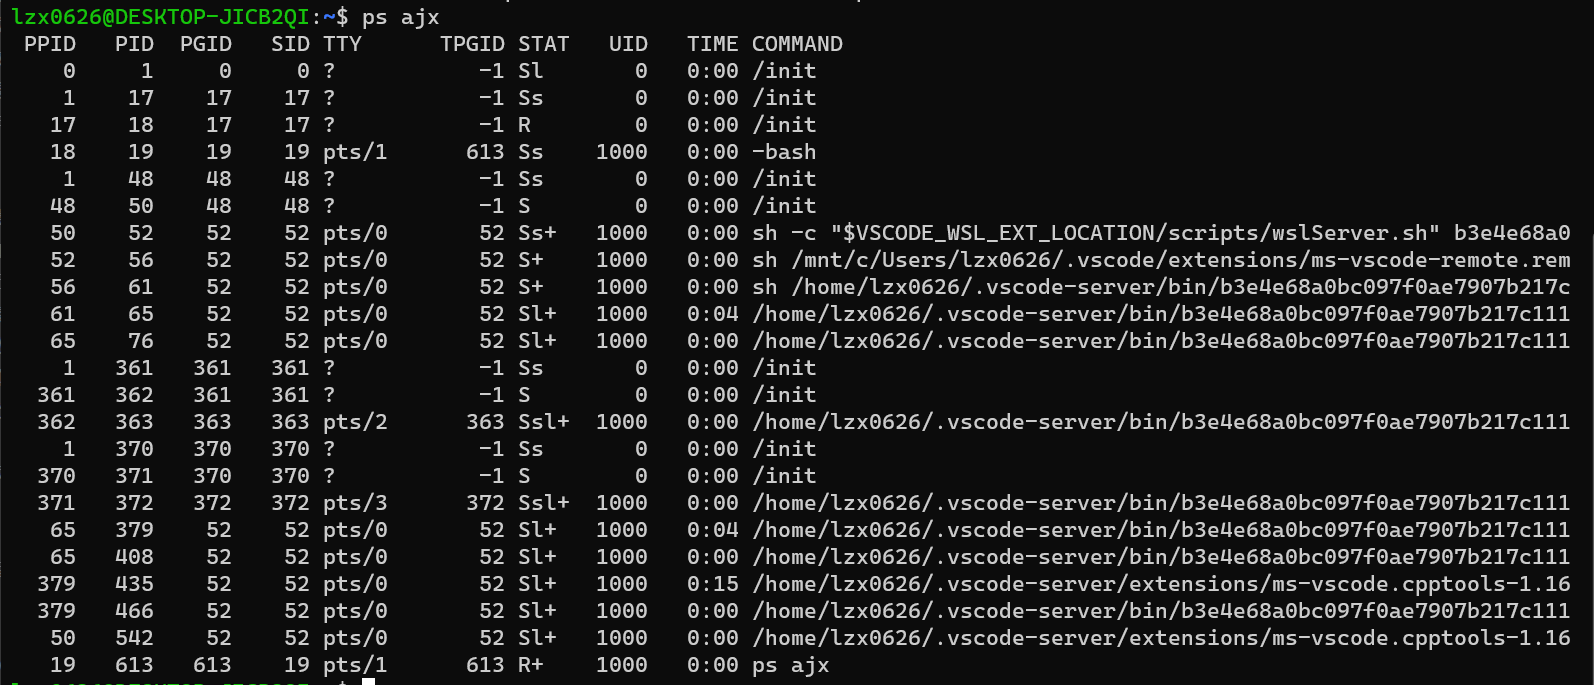 lzx0626@DESKTOP-JICB2QI:~$ ps ajx
PPID PID PGID SID TTY TPGID STAT UID TIME COMMAND
0 1 0 0 ? -1 Sl 0 0:00 /init
1 17 17 17 ? -1 Ss 0 0:00 /init
17 18 17 17 ? -1 R 0 0:00 /init
18 19 19 19 pts/1 613 Ss 1000 0:00 -bash
1 48 48 48 ? -1 Ss 0 0:00 /init
48 50 48 48 ? -1 S 0 0:00 /init
50 52 52 52 pts/0 52 Ss+ 1000 0:00 sh -c "$VSCODE_WSL_EXT_LOCATION/scripts/wslServer.sh" b3e4e68a0
52 56 52 52 pts/0 52 S+ 1000 0:00 sh /mnt/c/Users/lzx0626/.vscode/extensions/ms-vscode-remote.rem
56 61 52 52 pts/0 52 S+ 1000 0:00 sh /home/lzx0626/.vscode-server/bin/b3e4e68a0bc097f0ae7907b217c
61 65 52 52 pts/0 52 Sl+ 1000 0:04 /home/lzx0626/.vscode-server/bin/b3e4e68a0bc097f0ae7907b217c111
65 76 52 52 pts/0 52 Sl+ 1000 0:00 /home/lzx0626/.vscode-server/bin/b3e4e68a0bc097f0ae7907b217c111
1 361 361 361 ? -1 Ss 0 0:00 /init
361 362 361 361 ? -1 S 0 0:00 /init
362 363 363 363 pts/2 363 Ssl+ 1000 0:00 /home/lzx0626/.vscode-server/bin/b3e4e68a0bc097f0ae7907b217c111
1 370 370 370 ? -1 Ss 0 0:00 /init
370 371 370 370 ? -1 S 0 0:00 /init
371 372 372 372 pts/3 372 Ssl+ 1000 0:00 /home/lzx0626/.vscode-server/bin/b3e4e68a0bc097f0ae7907b217c111
65 379 52 52 pts/0 52 Sl+ 1000 0:04 /home/lzx0626/.vscode-server/bin/b3e4e68a0bc097f0ae7907b217c111
65 408 52 52 pts/0 52 Sl+ 1000 0:00 /home/lzx0626/.vscode-server/bin/b3e4e68a0bc097f0ae7907b217c111
379 435 52 52 pts/0 52 Sl+ 1000 0:15 /home/lzx0626/.vscode-server/extensions/ms-vscode.cpptools-1.16
379 466 52 52 pts/0 52 Sl+ 1000 0:00 /home/lzx0626/.vscode-server/bin/b3e4e68a0bc097f0ae7907b217c111
50 542 52 52 pts/0 52 Sl+ 1000 0:00 /home/lzx0626/.vscode-server/extensions/ms-vscode.cpptools-1.16
19 613 613 19 pts/1 613 R+ 1000 0:00 ps ajx